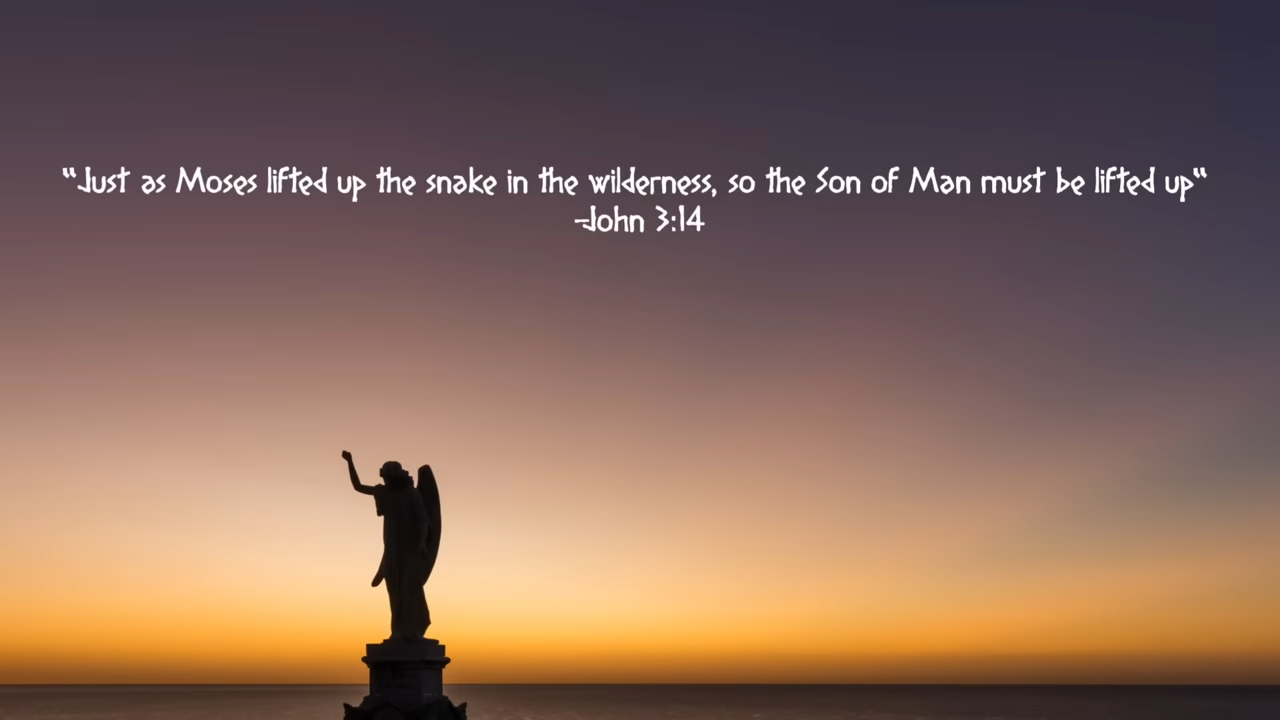 “Just as Moses lifted up the snake in the wilderness, so the Son of Man must be lifted up“
-John 3:14